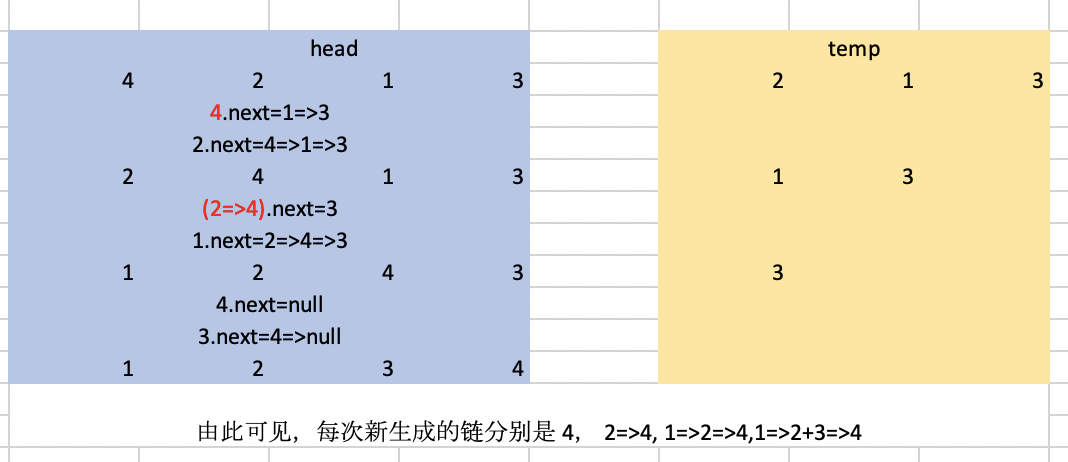 head temp
4 2 1 3 2 1 3
4.next=1=>3
2.next=4=>1=>3
2 4 1 3 1 3
(2=>4).next=3
1.next=2=>4=>3
1 2 4 3 3
4.next=null
3.next=4=>null
1 2 3 4
由此可见，每次新生成的链分别是 4， 2=>4, 1=>2=>4,1=>2+3=>4